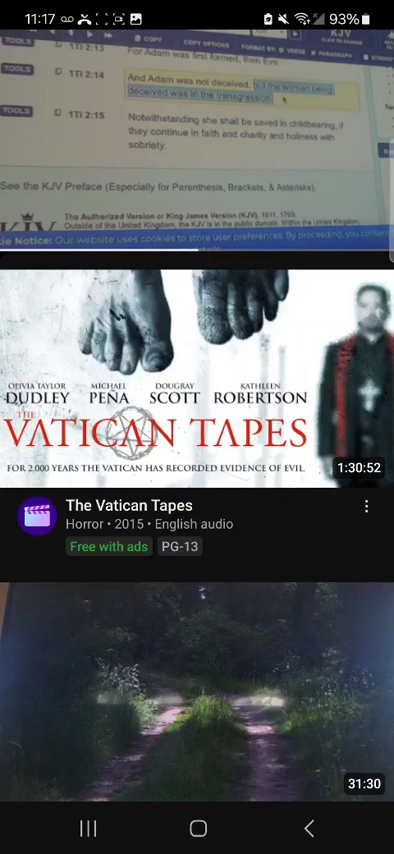 11:17
93%
TOOLS
COPY
COPY OPTIONS
FORMAT BY:
VERSE
PARAGRAPH
KJV
1Ti 2:13
For Adam was first formed, then Eve.
TOOLS
1Ti 2:14
And Adam was not deceived, but the woman being
deceived was in the transgression.
TOOLS
1Ti 2:15
Notwithstanding she shall be saved in childbearing, if
they continue in faith and charity and holiness with
sobriety.
See the KJV Preface (Especially for Parenthesis, Brackets, & Asterisks).
KJV
The Authorized Version or King James Version (KJV), 1611, 1769.
Outside of the United Kingdom, the KJV is in the public domain. Within the United Kingdom,
ie Notice: Our website uses cookies to store user preferences. By proceeding, you consent
OLIVIA TAYLOR
DUDLEY
MICHAEL
PEÑA
DOUGRAY
SCOTT
KATHLEEN
ROBERTSON
THE
VATICAN TAPES
FOR 2,000 YEARS THE VATICAN HAS RECORDED EVIDENCE OF EVIL.
1:30:52
The Vatican Tapes
Horror • 2015 • English audio
Free with ads
PG-13
31:30